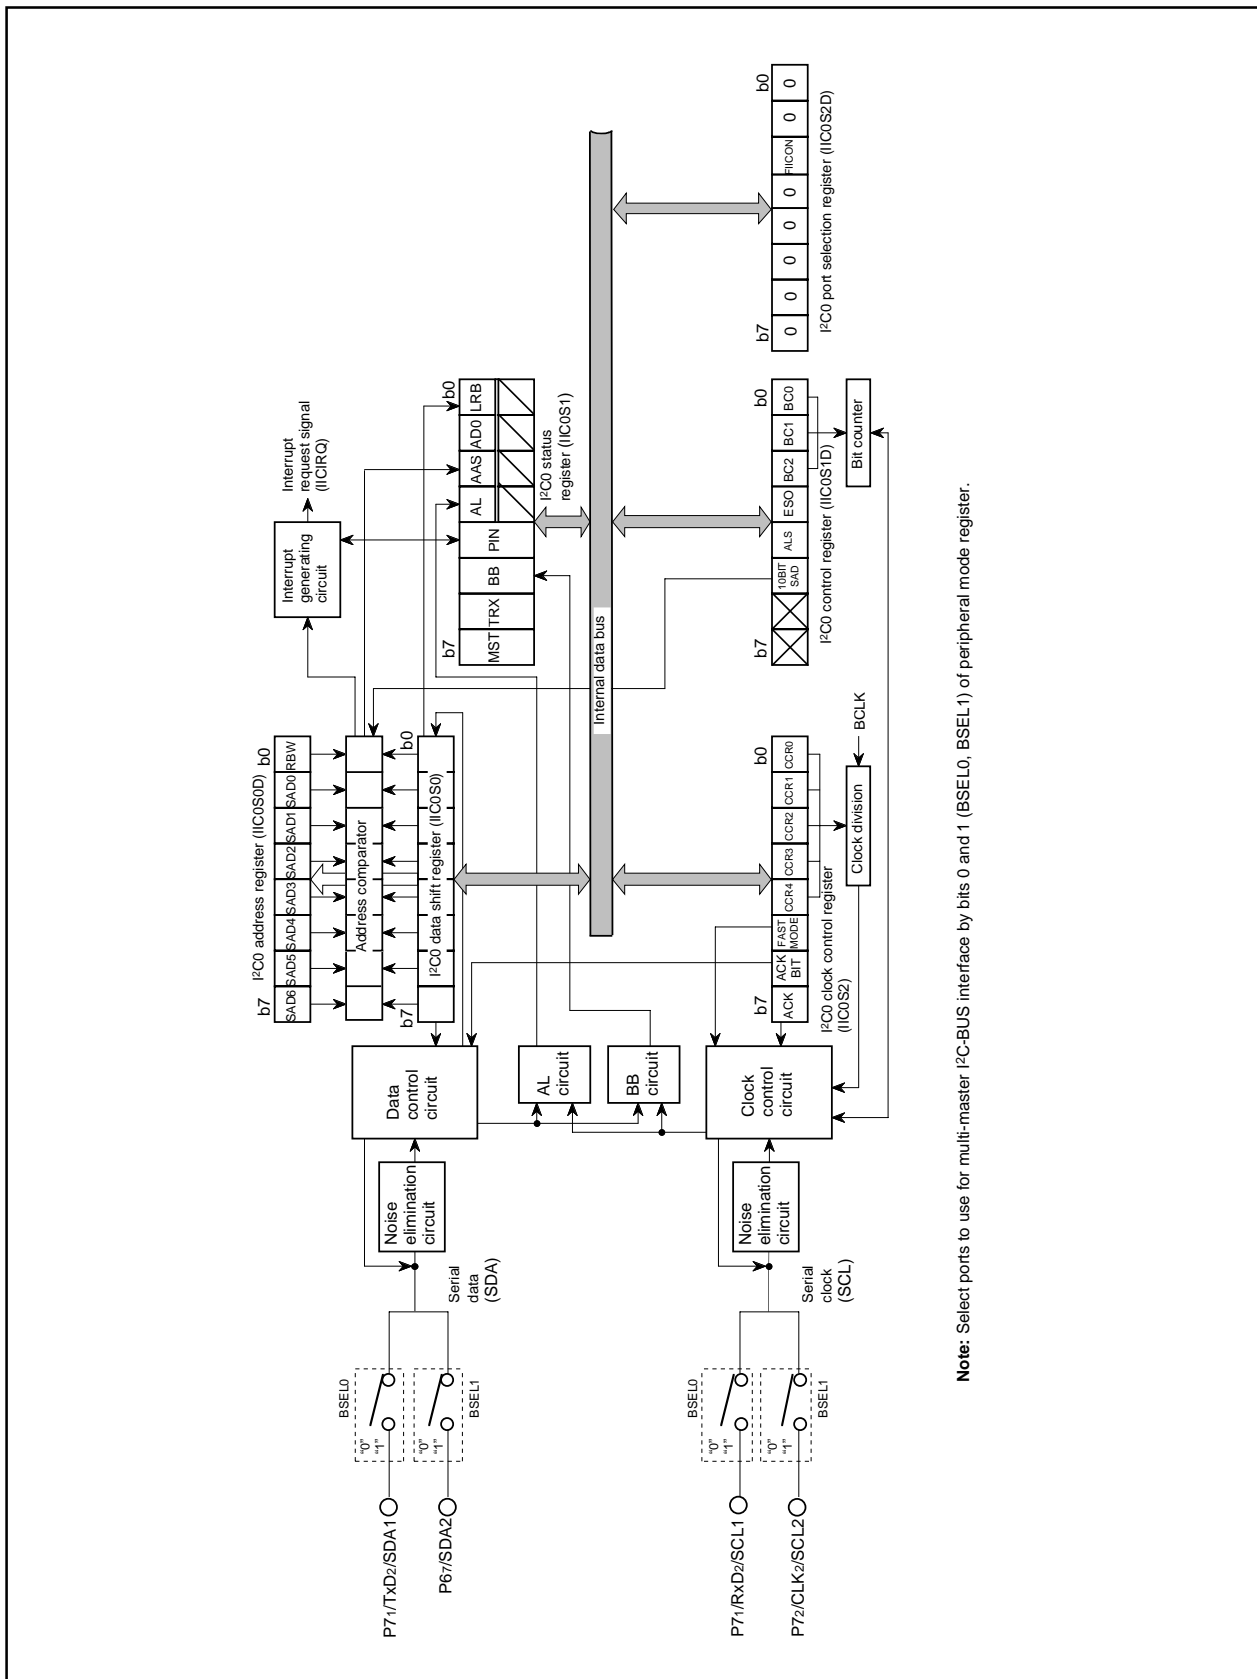 P71/TxD2/SDA1
P67/SDA2
BSEL0
"0"
"1"
"0"
"1"
BSEL1
Serial
data
(SDA)
Noise
elimination
circuit
Data
control
circuit
b7
I²C0 address register (IIC0S0D)
b0
SAD6 SAD5 SAD4 SAD3 SAD2 SAD1 SAD0 RBW
Address comparator
b7
I²C0 data shift register (IIC0S0)
b0
Interrupt
generating
circuit
Interrupt
request signal
(IICIRQ)
b7
b0
MST TRX BB PIN AL AAS AD0 LRB
I²C0 status
register (IIC0S1)
AL
circuit
BB
circuit
Internal data bus
P71/RxD2/SCL1
P72/CLK2/SCL2
BSEL0
"0"
"1"
"0"
"1"
BSEL1
Serial
clock
(SCL)
Noise
elimination
circuit
Clock
control
circuit
b7
b0
ACK ACK BIT FAST MODE CCR4 CCR3 CCR2 CCR1 CCR0
I²C0 clock control register
(IIC0S2)
Clock division
BCLK
b7
b0
10BIT SAD ALS ESO BC2 BC1 BC0
I²C0 control register (IIC0S1D)
Bit counter
b7
b0
0 0 0 0 0 FIICON 0 0
I²C0 port selection register (IIC0S2D)
Note: Select ports to use for multi-master I²C-BUS interface by bits 0 and 1 (BSEL0, BSEL1) of peripheral mode register.